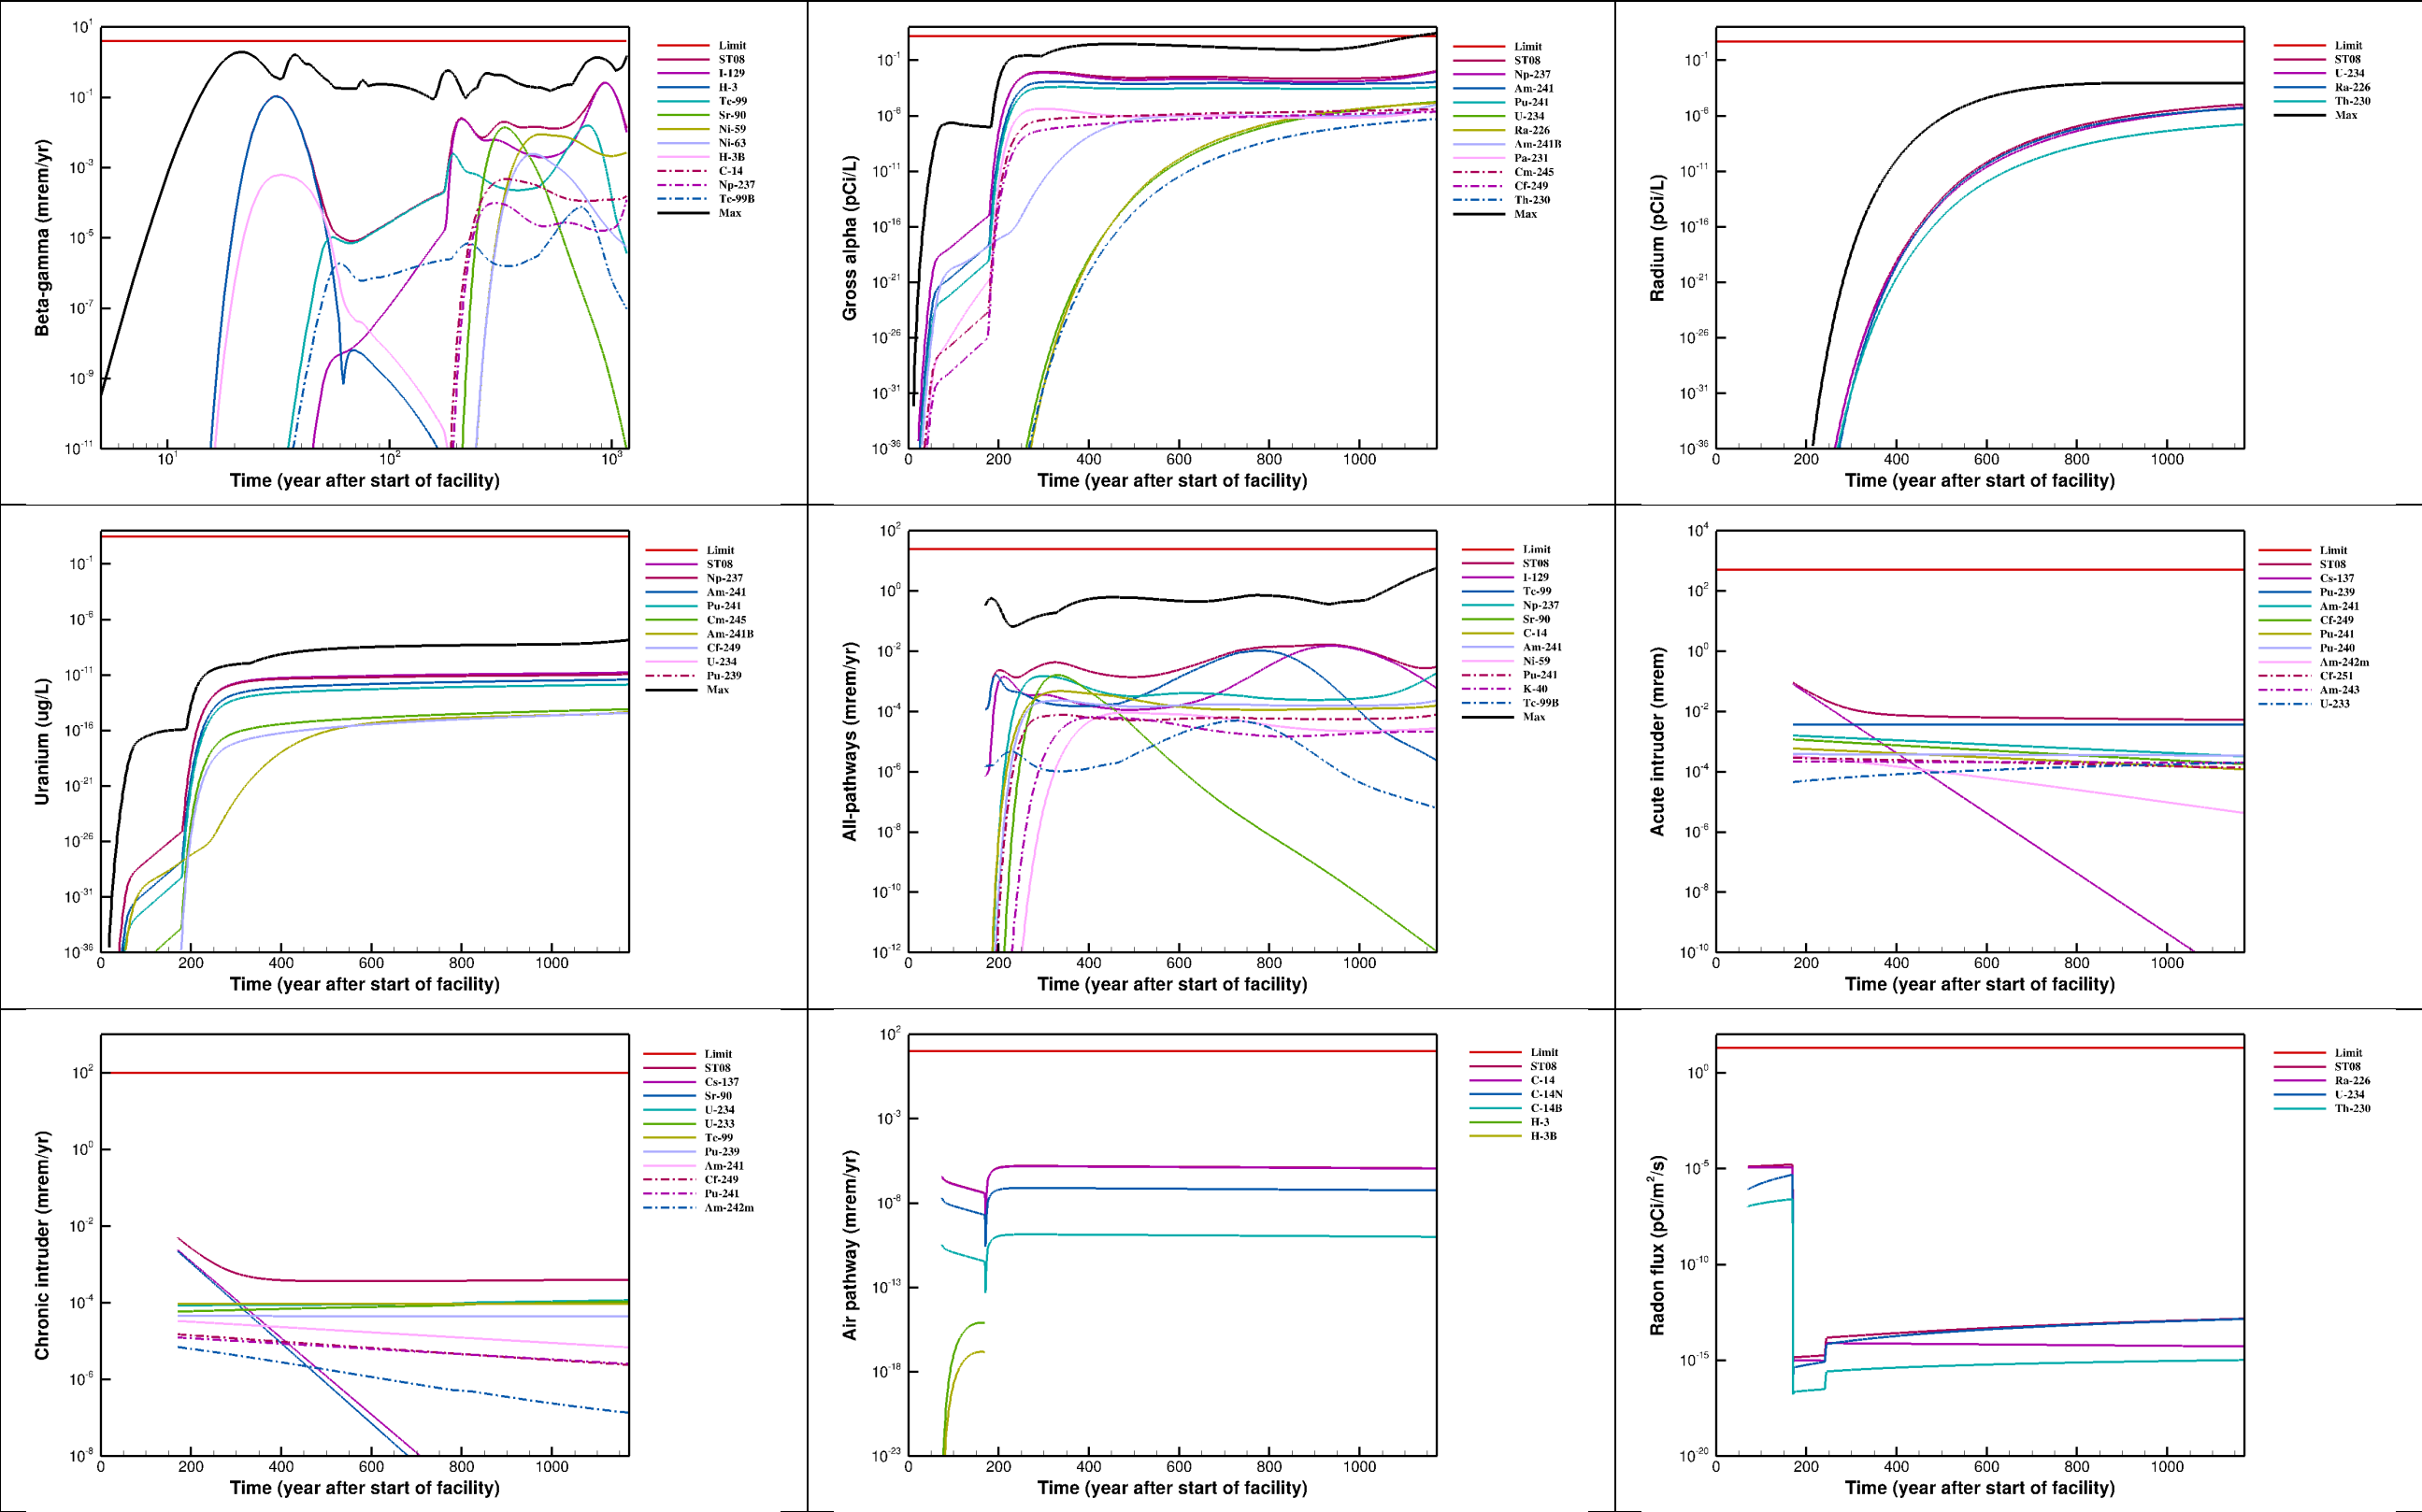 Beta-gamma (mrem/yr)
10¹
10⁻¹
10⁻³
10⁻⁵
10⁻⁷
10⁻⁹
10⁻¹¹
10¹ 10² 10³
Time (year after start of facility)
Limit
ST08
I-129
H-3
Tc-99
Sr-90
Ni-59
Ni-63
H-3B
C-14
Np-237
Tc-99B
Max
Gross alpha (pCi/L)
10⁻¹
10⁻⁶
10⁻¹¹
10⁻¹⁶
10⁻²¹
10⁻²⁶
10⁻³¹
10⁻³⁶
0 200 400 600 800 1000
Time (year after start of facility)
Limit
ST08
Np-237
Am-241
Pu-241
U-234
Ra-226
Am-241B
Pa-231
Cm-245
Cf-249
Th-230
Max
Radium (pCi/L)
10⁻¹
10⁻⁶
10⁻¹¹
10⁻¹⁶
10⁻²¹
10⁻²⁶
10⁻³¹
10⁻³⁶
0 200 400 600 800 1000
Time (year after start of facility)
Limit
ST08
U-234
Ra-226
Th-230
Max
Uranium (ug/L)
10⁻¹
10⁻⁶
10⁻¹¹
10⁻¹⁶
10⁻²¹
10⁻²⁶
10⁻³¹
10⁻³⁶
0 200 400 600 800 1000
Time (year after start of facility)
Limit
ST08
Np-237
Am-241
Pu-241
Cm-245
Am-241B
Cf-249
U-234
Pu-239
Max
All-pathways (mrem/yr)
10²
10⁰
10⁻²
10⁻⁴
10⁻⁶
10⁻⁸
10⁻¹⁰
10⁻¹²
0 200 400 600 800 1000
Time (year after start of facility)
Limit
ST08
I-129
Tc-99
Np-237
Sr-90
C-14
Am-241
Ni-59
Pu-241
K-40
Tc-99B
Max
Acute intruder (mrem)
10⁴
10²
10⁰
10⁻²
10⁻⁴
10⁻⁶
10⁻⁸
10⁻¹⁰
0 200 400 600 800 1000
Time (year after start of facility)
Limit
ST08
Cs-137
Pu-239
Am-241
Cf-249
Pu-241
Pu-240
Am-242m
Cf-251
Am-243
U-233
Chronic intruder (mrem/yr)
10²
10⁰
10⁻²
10⁻⁴
10⁻⁶
10⁻⁸
0 200 400 600 800 1000
Time (year after start of facility)
Limit
ST08
Cs-137
Sr-90
U-234
U-233
Tc-99
Pu-239
Am-241
Cf-249
Pu-241
Am-242m
Air pathway (mrem/yr)
10²
10⁻³
10⁻⁸
10⁻¹³
10⁻¹⁸
10⁻²³
0 200 400 600 800 1000
Time (year after start of facility)
Limit
ST08
C-14
C-14N
C-14B
H-3
H-3B
Radon flux (pCi/m²/s)
10⁰
10⁻⁵
10⁻¹⁰
10⁻¹⁵
10⁻²⁰
0 200 400 600 800 1000
Time (year after start of facility)
Limit
ST08
Ra-226
U-234
Th-230